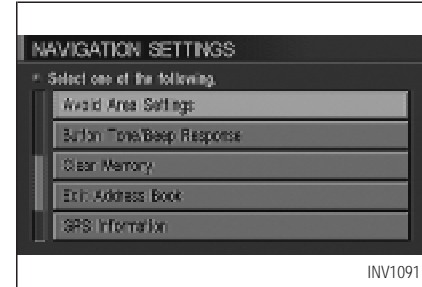 NAVIGATION SETTINGS
Select one of the following.
Avoid Area Settings
Button Tone/Beep Response
Clear Memory
Edit Address Book
GPS Information
INV1091